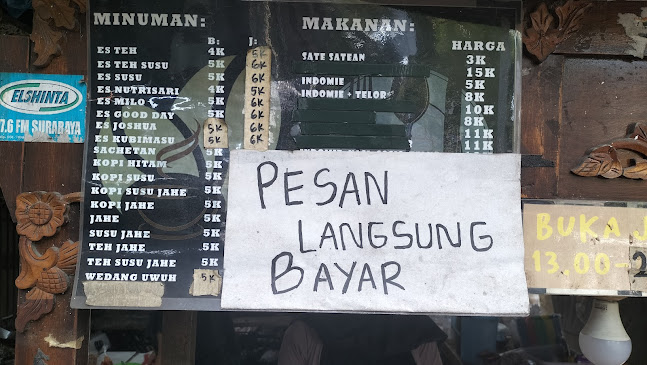 MINUMAN:
B: J:
ES TEH 4K 5K
ES TEH SUSU 5K 6K
ES SUSU 5K 6K
ES NUTRISARI 4K 5K
ES MILO 5K 6K
ES GOOD DAY 5K 6K
ES JOSHUA 5K 6K
ES KUBIMASU 5K 6K
SACHETAN 5K
KOPI HITAM 5K
KOPI SUSU 5K
KOPI SUSU JAHE 5K
KOPI JAHE 5K
JAHE 5K
SUSU JAHE 5K
TEH JAHE 5K
TEH SUSU JAHE 5K
WEDANG UWUH 5K
MAKANAN:
HARGA
SATE SATEAN 3K
15K
INDOMIE 5K
INDOMIE + TELOR 8K
10K
8K
11K
11K
PESAN
LANGSUNG
BAYAR
ELSHINTA
7.6 FM SURABAYA
BUKA
13.00-2